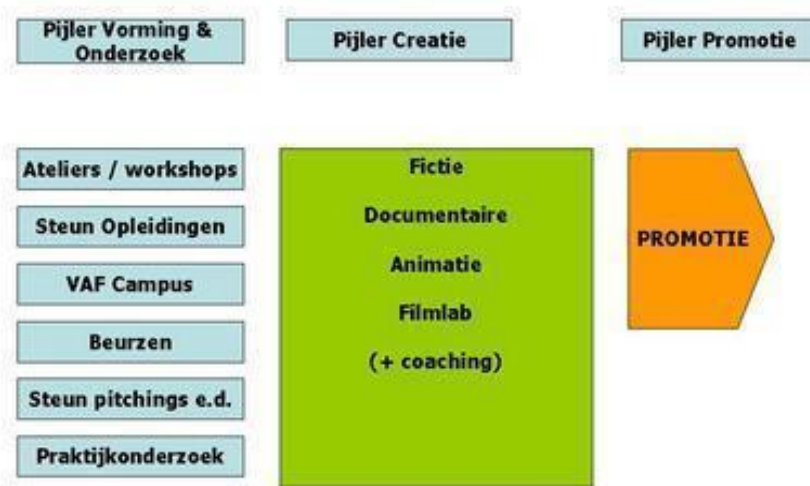 Pijler Vorming &
Onderzoek
Pijler Creatie
Pijler Promotie
Ateliers / workshops
Steun Opleidingen
VAF Campus
Beurzen
Steun pitchings e.d.
Praktijkonderzoek
Fictie
Documentaire
Animatie
Filmlab
(+ coaching)
PROMOTIE